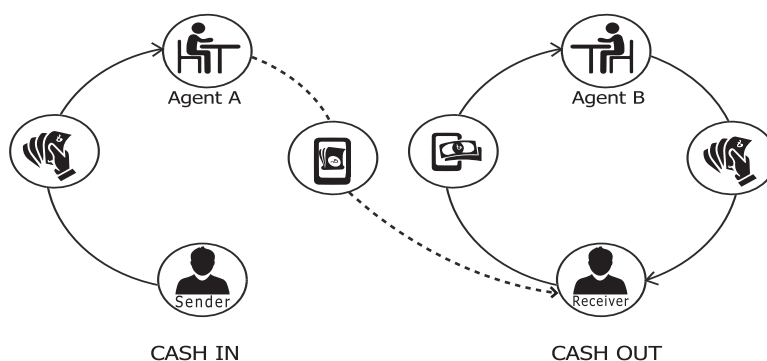 Agent A
Agent B
Sender
Receiver
CASH IN
CASH OUT